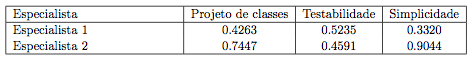 Especialista Projeto de classes Testabilidade Simplicidade
Especialista 1 0.4263 0.5235 0.3320
Especialista 2 0.7447 0.4591 0.9044